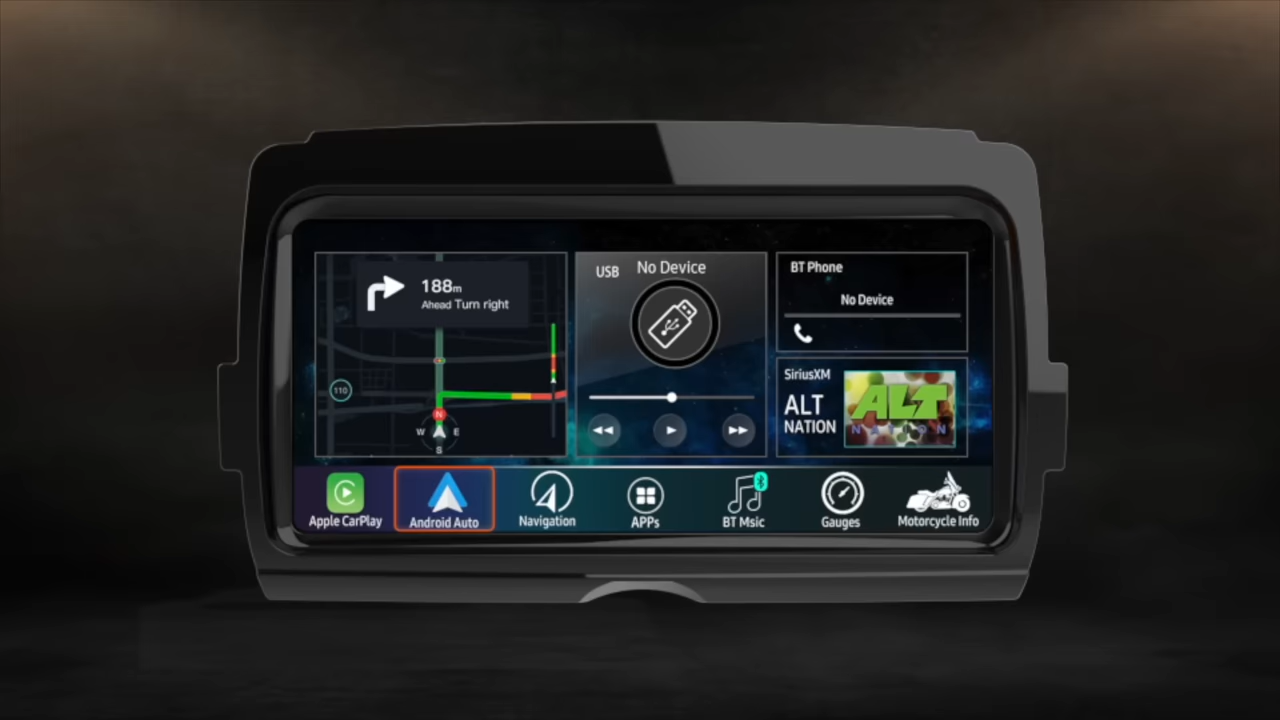 188m
Ahead Turn right
110
N
W E
S
USB No Device
BT Phone
No Device
SiriusXM
ALT
NATION
ALT
NATION
Apple CarPlay
Android Auto
Navigation
APPs
BT Msic
Gauges
Motorcycle Info